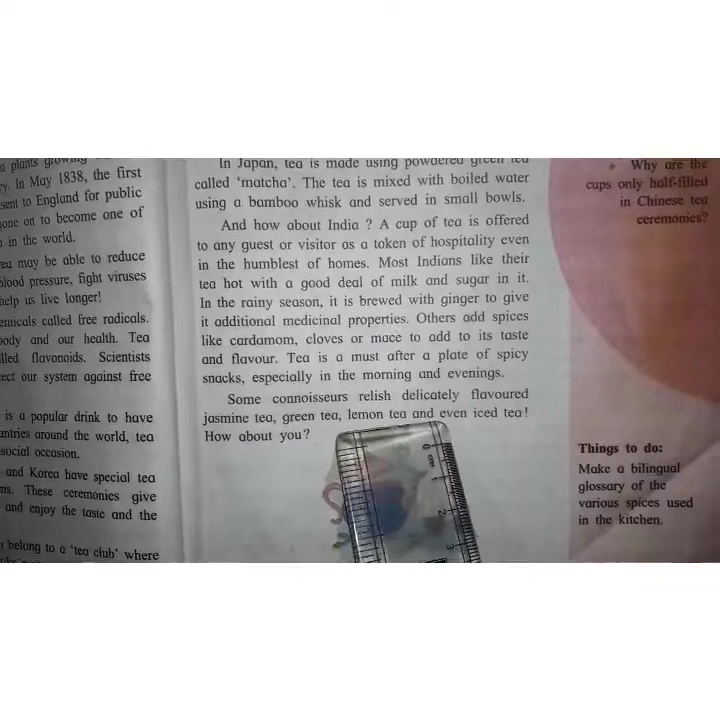 a plants growing
ey. In May 1838, the first
sent to England for public
gone on to become one of
n in the world.
ea may be able to reduce
blood pressure, fight viruses
help us live longer!
emicals called free radicals.
body and our health. Tea
lled flavonoids. Scientists
ect our system against free
is a popular drink to have
untries around the world, tea
social occasion.
and Korea have special tea
ns. These ceremonies give
and enjoy the taste and the
n belong to a 'tea club' where
In Japan, tea is made using powdered green tea
called 'matcha'. The tea is mixed with boiled water
using a bamboo whisk and served in small bowls.
And how about India ? A cup of tea is offered
to any guest or visitor as a token of hospitality even
in the humblest of homes. Most Indians like their
tea hot with a good deal of milk and sugar in it.
In the rainy season, it is brewed with ginger to give
it additional medicinal properties. Others add spices
like cardamom, cloves or mace to add to its taste
and flavour. Tea is a must after a plate of spicy
snacks, especially in the morning and evenings.
Some connoisseurs relish delicately flavoured
jasmine tea, green tea, lemon tea and even iced tea!
How about you?
0 cm
1
2
3
Why are the
cups only half-filled
in Chinese tea
ceremonies?
Things to do:
Make a bilingual
glossary of the
various spices used
in the kitchen.